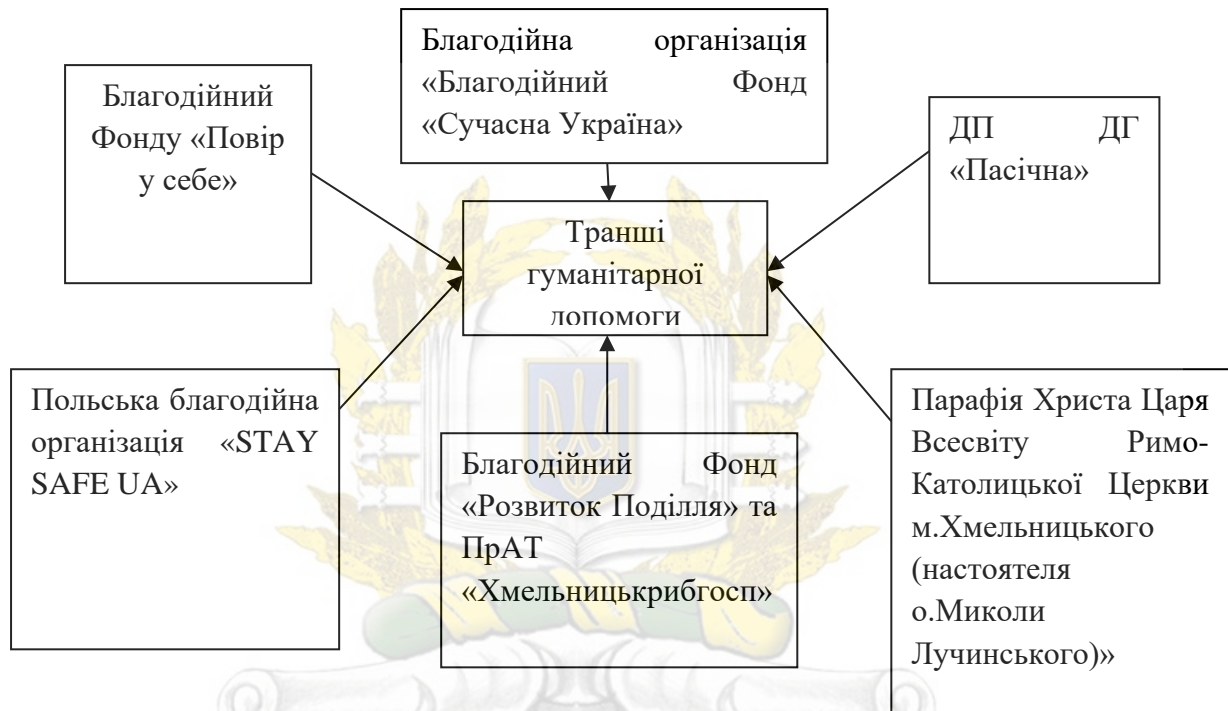 Благодійна організація
«Благодійний Фонд
«Сучасна Україна»
Благодійний
Фонду «Повір
у себе»
ДП ДГ
«Пасічна»
Транші
гуманітарної
допомоги
Польська благодійна
організація «STAY
SAFE UA»
Благодійний Фонд
«Розвиток Поділля» та
ПрАТ
«Хмельницькрибгосп»
Парафія Христа Царя
Всесвіту Римо-
Католицької Церкви
м.Хмельницького
(настоятеля
о.Миколи
Лучинського)»